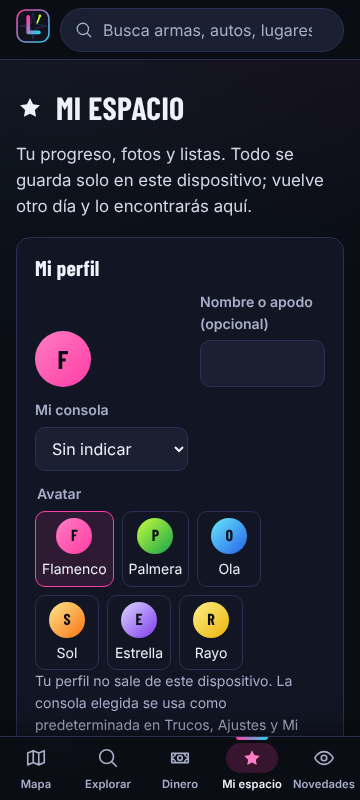 Busca armas, autos, lugares
MI ESPACIO
Tu progreso, fotos y listas. Todo se
guarda solo en este dispositivo; vuelve
otro día y lo encontrarás aquí.
Mi perfil
Nombre o apodo
(opcional)
F
Mi consola
Sin indicar
Avatar
F P O
Flamenco Palmera Ola
S E R
Sol Estrella Rayo
Tu perfil no sale de este dispositivo. La
consola elegida se usa como
predeterminada en Trucos, Ajustes y Mi
Mapa Explorar Dinero Mi espacio Novedades